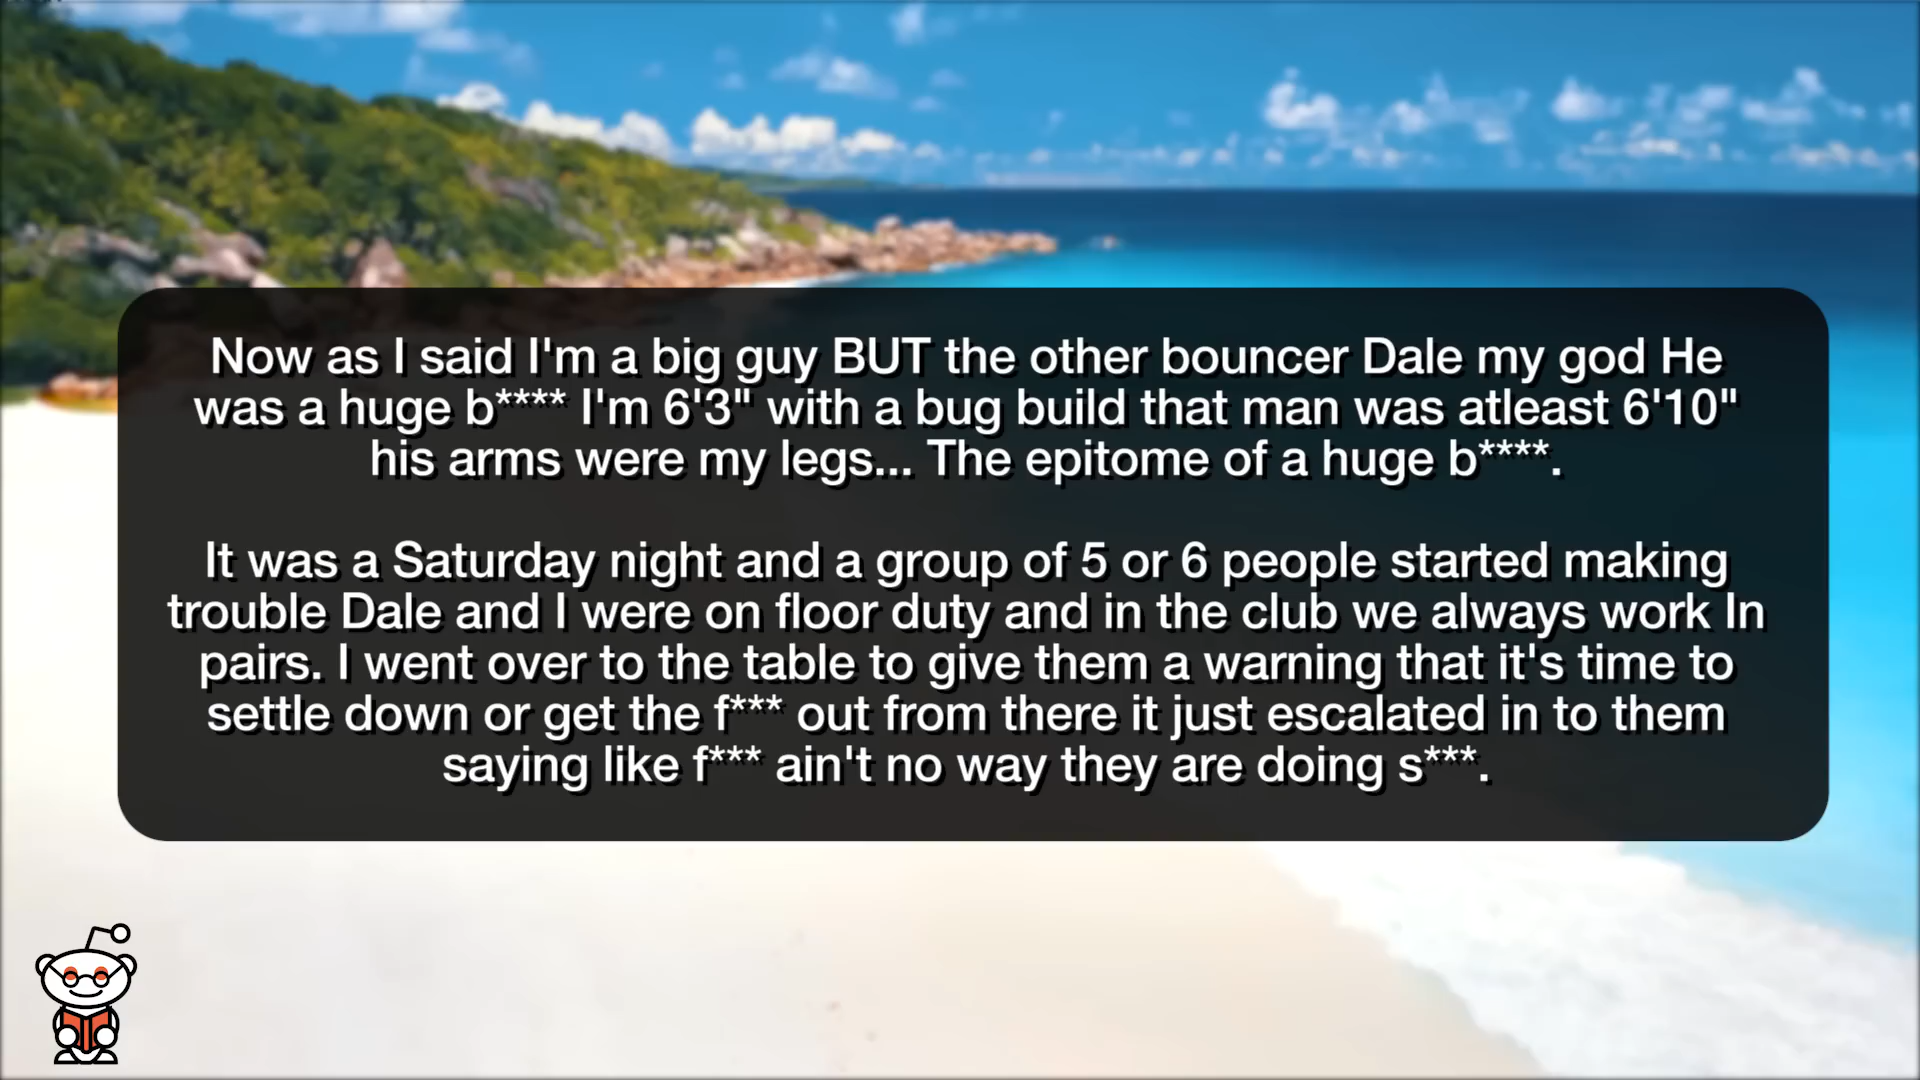 Now as I said I'm a big guy BUT the other bouncer Dale my god He
was a huge b**** I'm 6'3" with a bug build that man was atleast 6'10"
his arms were my legs... The epitome of a huge b****.
It was a Saturday night and a group of 5 or 6 people started making
trouble Dale and I were on floor duty and in the club we always work In
pairs. I went over to the table to give them a warning that it's time to
settle down or get the f*** out from there it just escalated in to them
saying like f*** ain't no way they are doing s***.